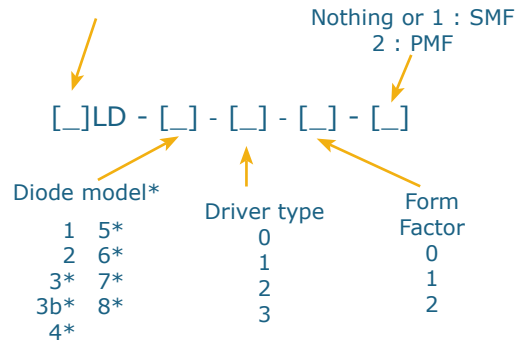 Nothing or 1 : SMF
2 : PMF
[_]LD - [_] - [_] - [_] - [_]
Diode model*
1 5*
2 6*
3* 7*
3b* 8*
4*
Driver type
0
1
2
3
Form
Factor
0
1
2